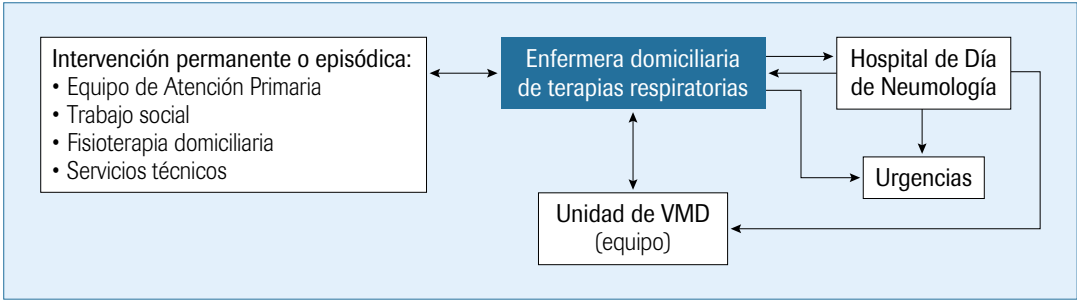 Intervención permanente o episódica:
• Equipo de Atención Primaria
• Trabajo social
• Fisioterapia domiciliaria
• Servicios técnicos
Enfermera domiciliaria
de terapias respiratorias
Hospital de Día
de Neumología
Urgencias
Unidad de VMD
(equipo)